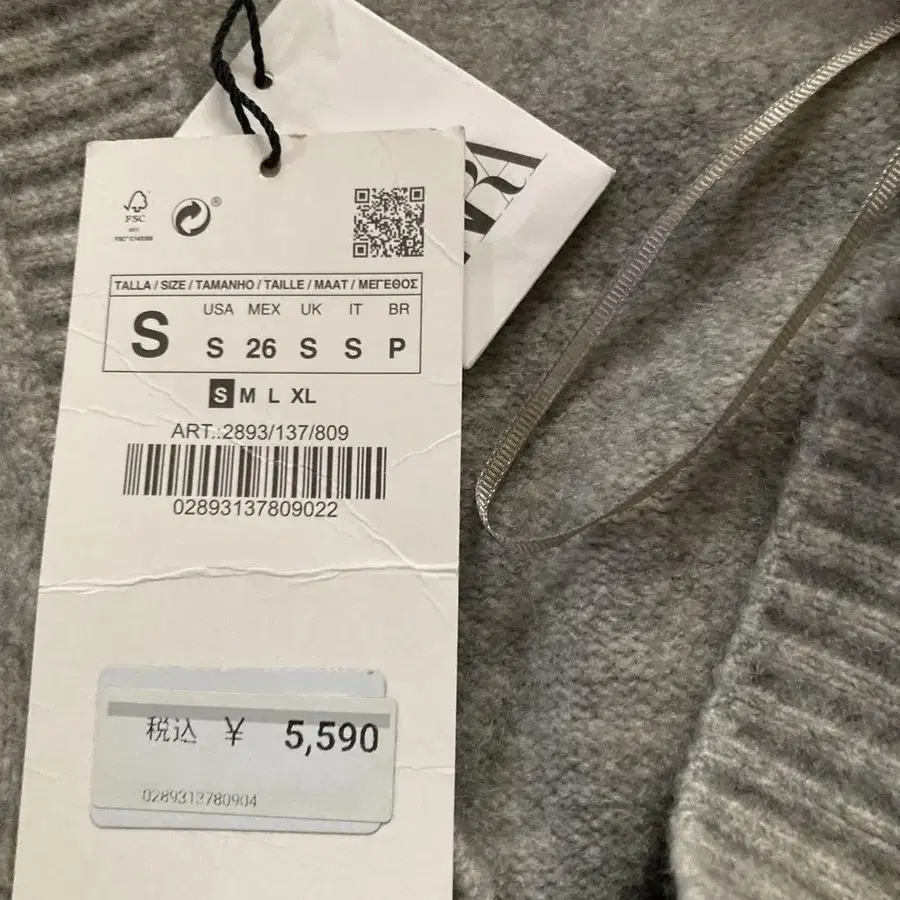 FSC
®
TALLA / SIZE / TAMANHO / TAILLE / MAAT / ΜΕΓΕΘΟΣ
S
USA MEX UK IT BR
S 26 S S P
S M L XL
ART.:2893/137/809
02893137809022
税込 ¥ 5,590
0289313780904